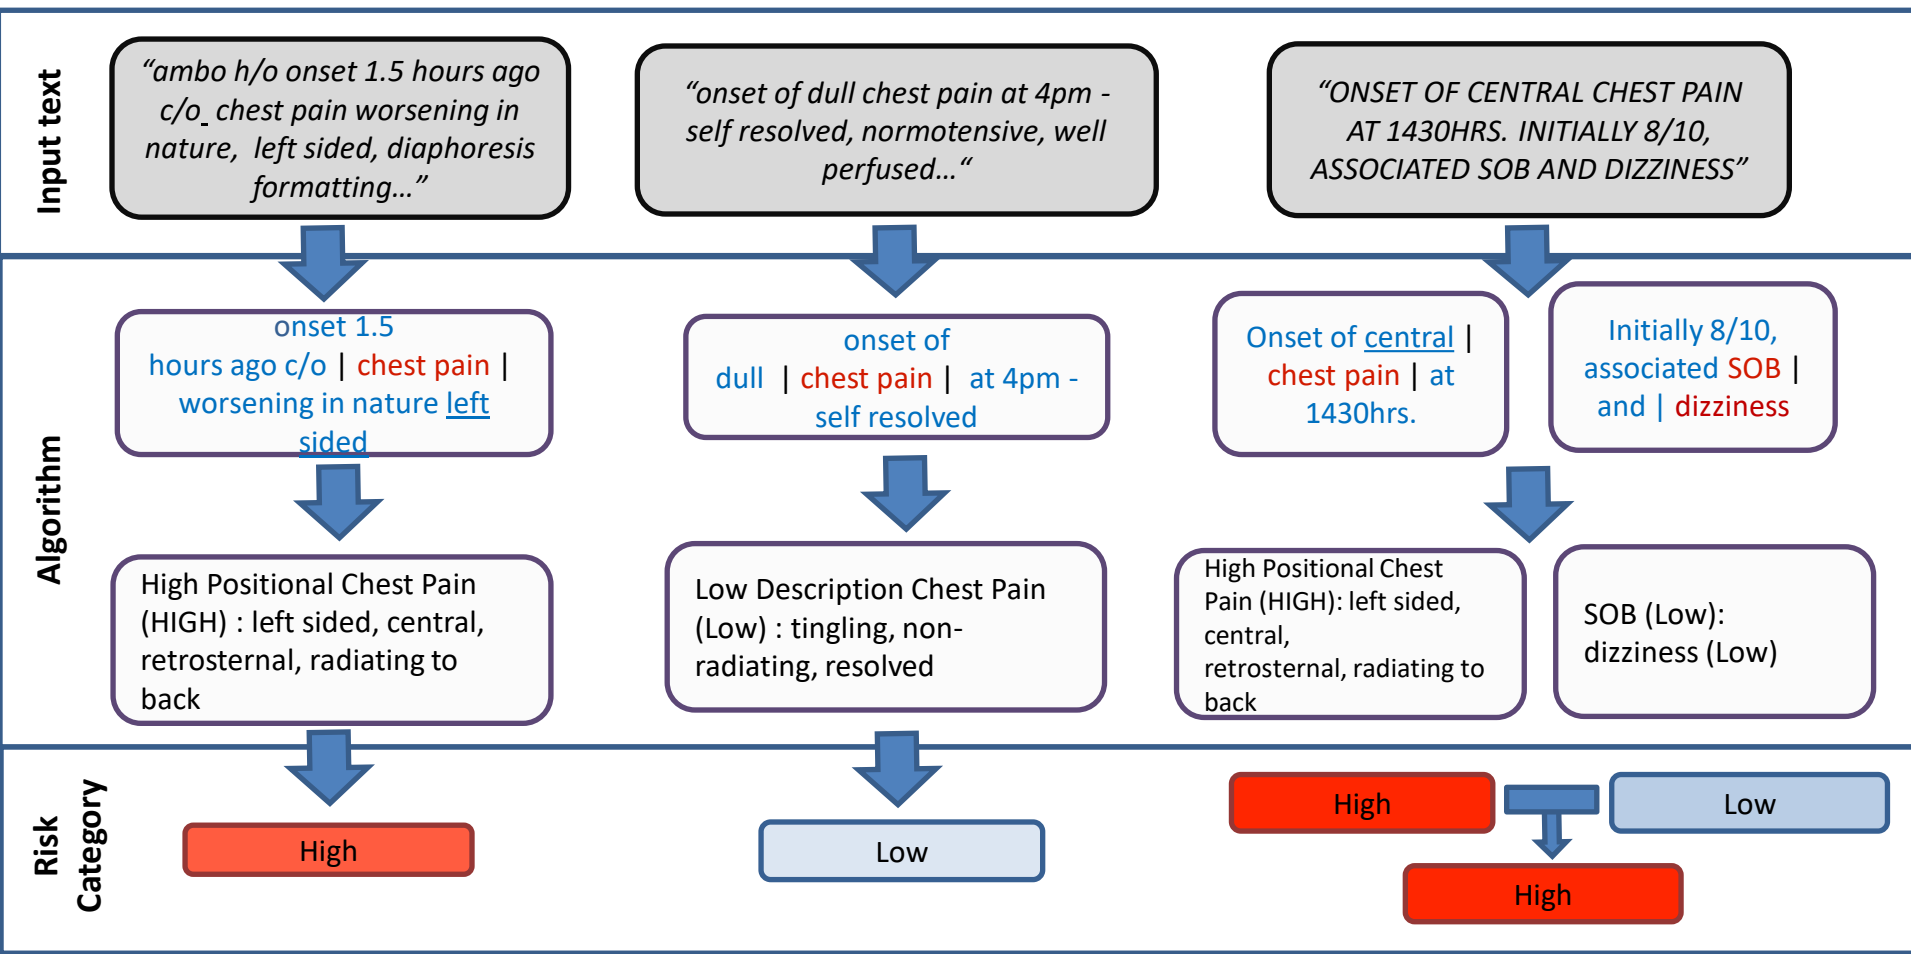 Input text
“ambo h/o onset 1.5 hours ago
c/o_ chest pain worsening in
nature,  left sided, diaphoresis
formatting…”
“onset of dull chest pain at 4pm -
self resolved, normotensive, well
perfused…“
“ONSET OF CENTRAL CHEST PAIN
AT 1430HRS. INITIALLY 8/10,
ASSOCIATED SOB AND DIZZINESS”
Algorithm
onset 1.5
hours ago c/o | chest pain |
worsening in nature left
sided
onset of
dull | chest pain | at 4pm -
self resolved
Onset of central |
chest pain | at
1430hrs.
Initially 8/10,
associated SOB |
and | dizziness
High Positional Chest Pain
(HIGH) : left sided, central,
retrosternal, radiating to
back
Low Description Chest Pain
(Low) : tingling, non-
radiating, resolved
High Positional Chest
Pain (HIGH): left sided,
central,
retrosternal, radiating to
back
SOB (Low):
dizziness (Low)
Risk
Category
High
Low
High
Low
High